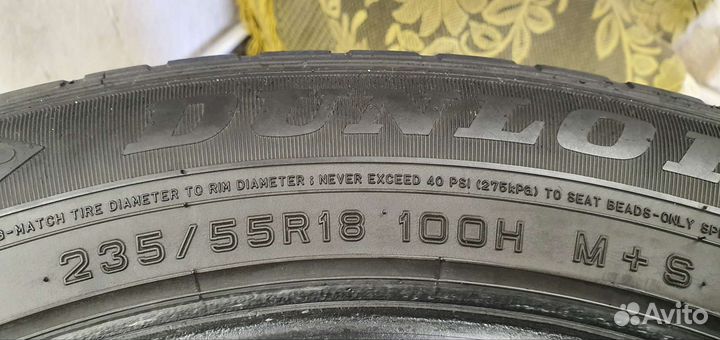 DUNLOP
-MATCH TIRE DIAMETER TO RIM DIAMETER ; NEVER EXCEED 40 PSI (275kPa) TO SEAT BEADS-ONLY
235/55R18 100H M+S
Avito